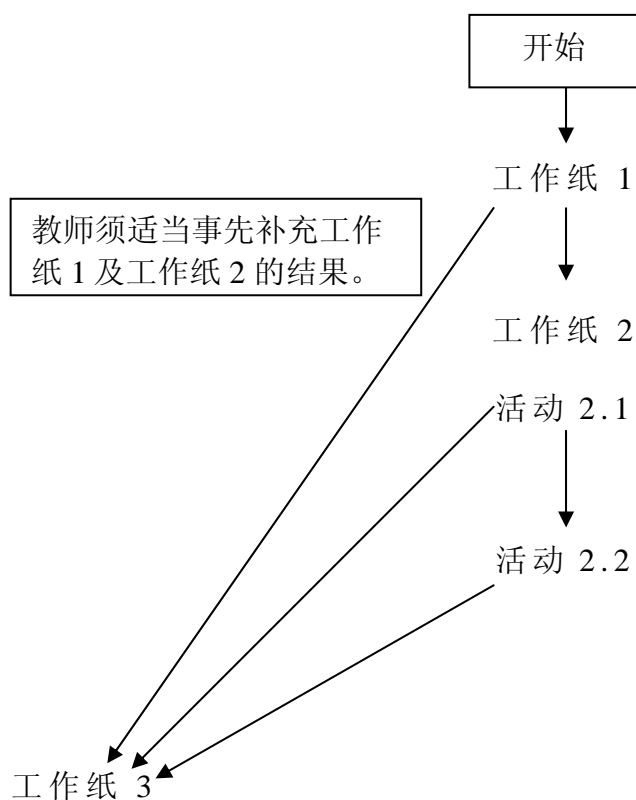 开始
工作纸 1
教师须适当事先补充工作
纸 1 及工作纸 2 的结果。
工作纸 2
活动 2.1
活动 2.2
工作纸 3